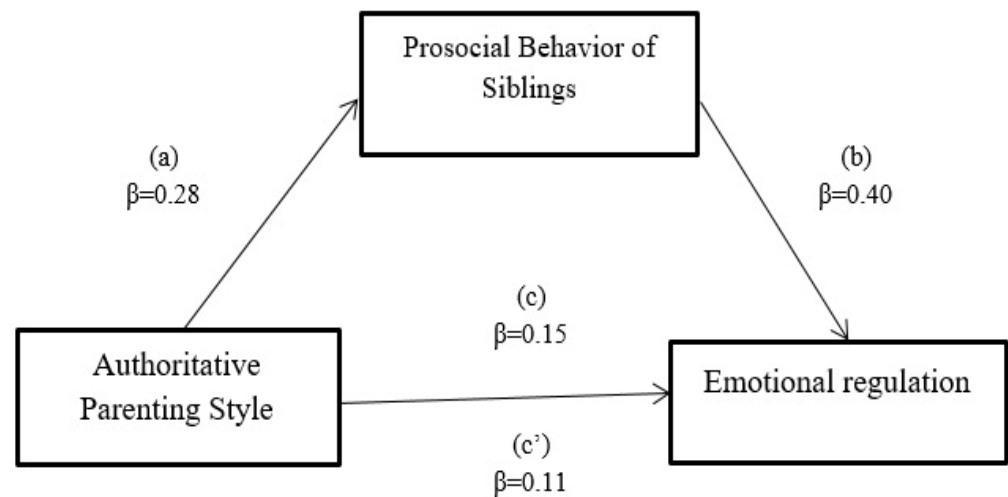 Prosocial Behavior of
Siblings
(a)
β=0.28
(b)
β=0.40
(c)
β=0.15
Authoritative
Parenting Style
Emotional regulation
(c’)
β=0.11